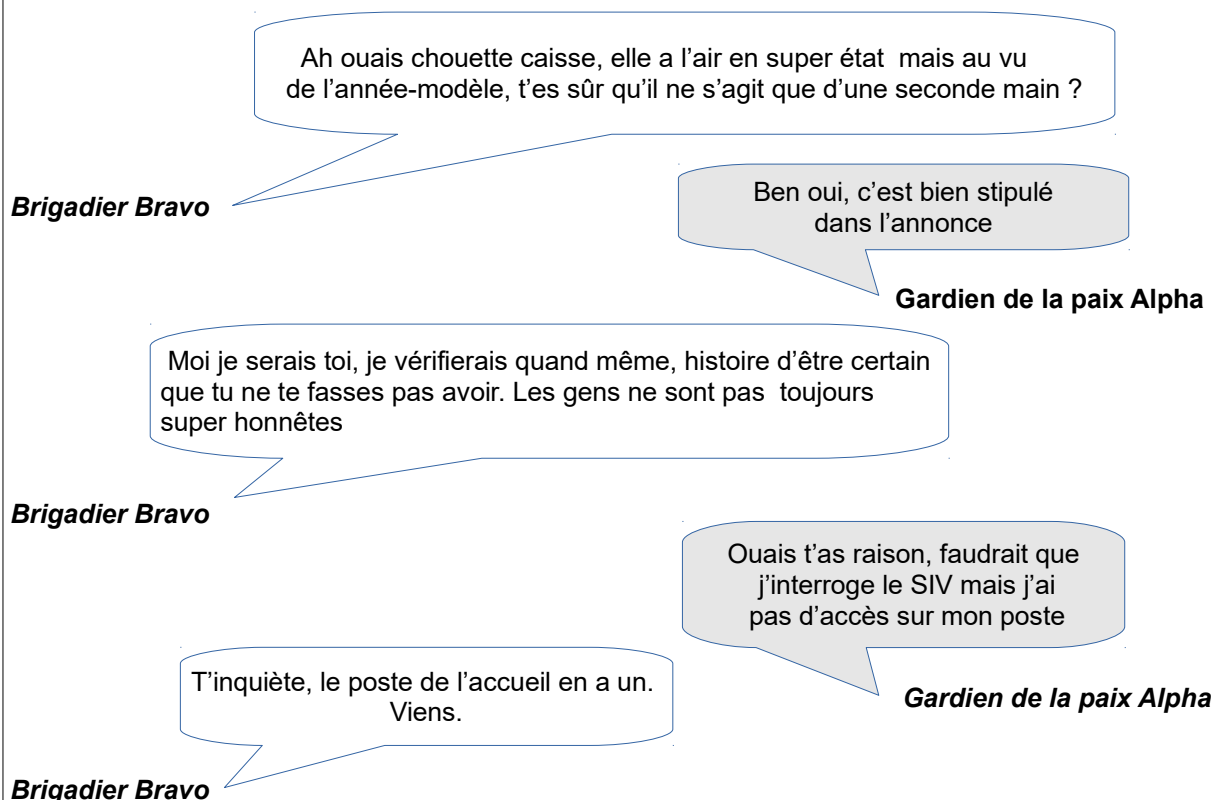 Ah ouais chouette caisse, elle a l’air en super état  mais au vu
de l’année-modèle, t’es sûr qu’il ne s’agit que d’une seconde main ?
Brigadier Bravo
Ben oui, c’est bien stipulé
dans l’annonce
Gardien de la paix Alpha
Moi je serais toi, je vérifierais quand même, histoire d’être certain
que tu ne te fasses pas avoir. Les gens ne sont pas  toujours
super honnêtes
Brigadier Bravo
Ouais t’as raison, faudrait que
j’interroge le SIV mais j’ai
pas d’accès sur mon poste
Gardien de la paix Alpha
T’inquiète, le poste de l’accueil en a un.
Viens.
Brigadier Bravo